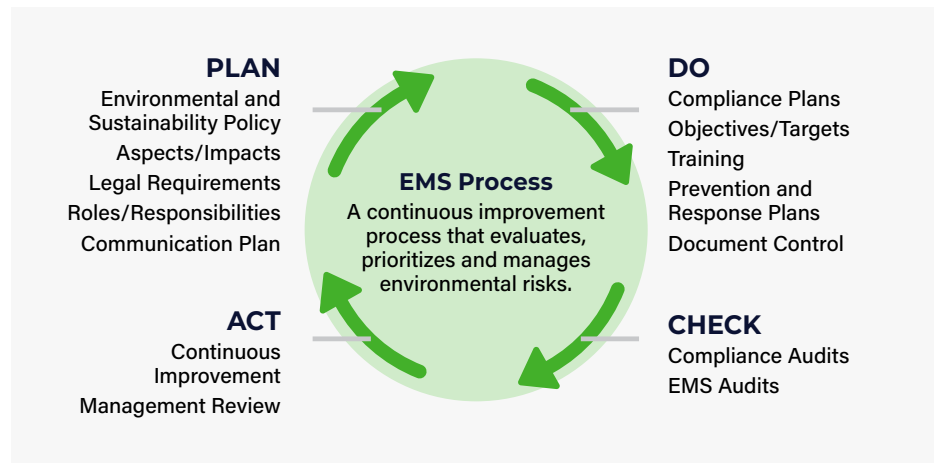 PLAN
Environmental and
Sustainability Policy
Aspects/Impacts
Legal Requirements
Roles/Responsibilities
Communication Plan
DO
Compliance Plans
Objectives/Targets
Training
Prevention and
Response Plans
Document Control
EMS Process
A continuous improvement
process that evaluates,
prioritizes and manages
environmental risks.
ACT
Continuous
Improvement
Management Review
CHECK
Compliance Audits
EMS Audits